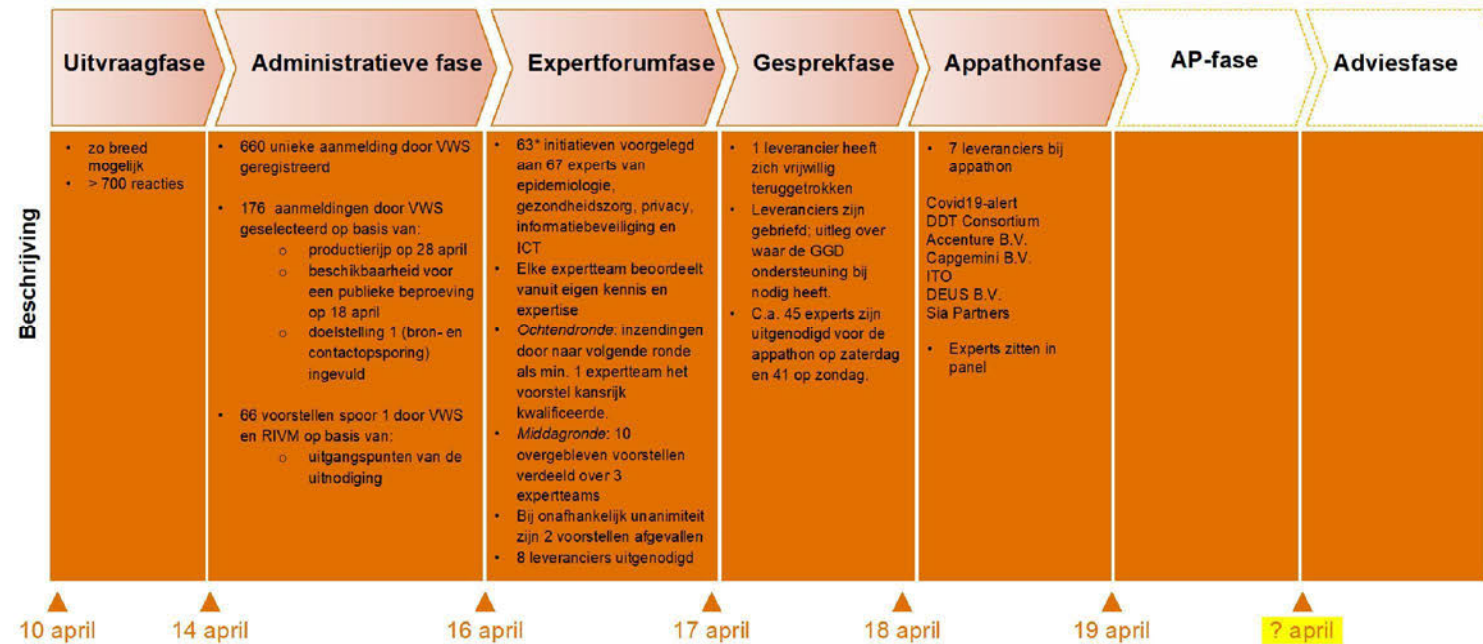 Uitvraagfase
Administratieve fase
Expertforumfase
Gesprekfase
Appathonfase
AP-fase
Adviesfase
Beschrijving
• zo breed
mogelijk
• > 700 reacties
• 660 unieke aanmelding door VWS
geregistreerd
• 176 aanmeldingen door VWS
geselecteerd op basis van:
o productierijp op 28 april
o beschikbaarheid voor
een publieke beproeving
op 18 april
o doelstelling 1 (bron- en
contactopsporing)
ingevuld
• 66 voorstellen spoor 1 door VWS
en RIVM op basis van:
o uitgangspunten van de
uitnodiging
• 63* initiatieven voorgelegd
aan 67 experts van
epidemiologie,
gezondheidszorg, privacy,
informatiebeveiliging en
ICT
• Elke expertteam beoordeelt
vanuit eigen kennis en
expertise
• Ochtendronde: inzendingen
door naar volgende ronde
als min. 1 expertteam het
voorstel kansrijk
kwalificeerde.
• Middagronde: 10
overgebleven voorstellen
verdeeld over 3
expertteams
• Bij onafhankelijk unanimiteit
zijn 2 voorstellen afgevallen
• 8 leveranciers uitgenodigd
• 1 leverancier heeft
zich vrijwillig
teruggetrokken
• Leveranciers zijn
gebriefd; uitleg over
waar de GGD
ondersteuning bij
nodig heeft.
• C.a. 45 experts zijn
uitgenodigd voor de
appathon op zaterdag
en 41 op zondag.
• 7 leveranciers bij
appathon
Covid19-alert
DDT Consortium
Accenture B.V.
Capgemini B.V.
ITO
DEUS B.V.
Sia Partners
• Experts zitten in
panel
10 april
14 april
16 april
17 april
18 april
19 april
? april